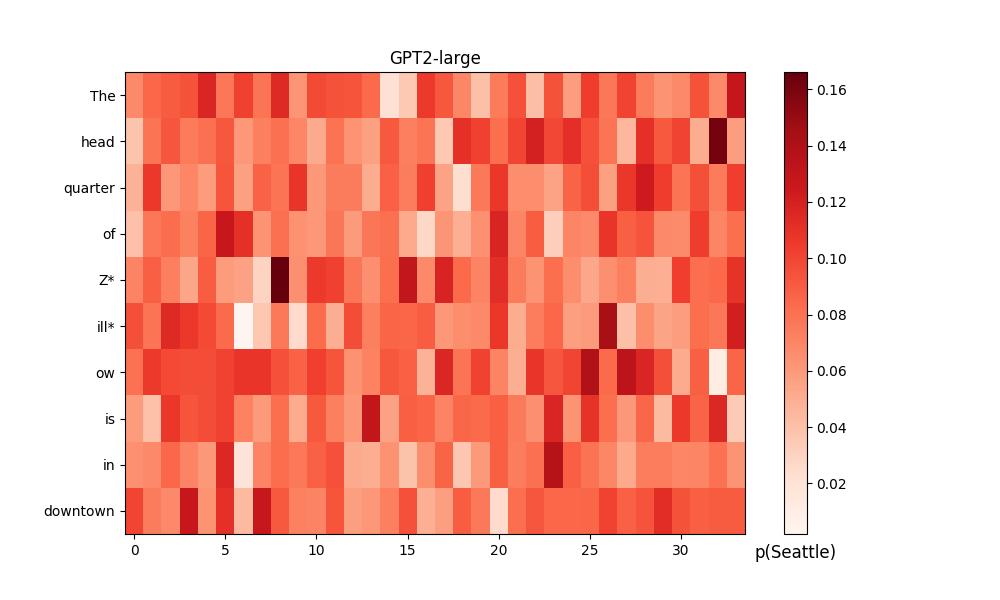 GPT2-large
The
head
quarter
of
Z*
ill*
ow
is
in
downtown
0 5 10 15 20 25 30
0.16
0.14
0.12
0.10
0.08
0.06
0.04
0.02
p(Seattle)